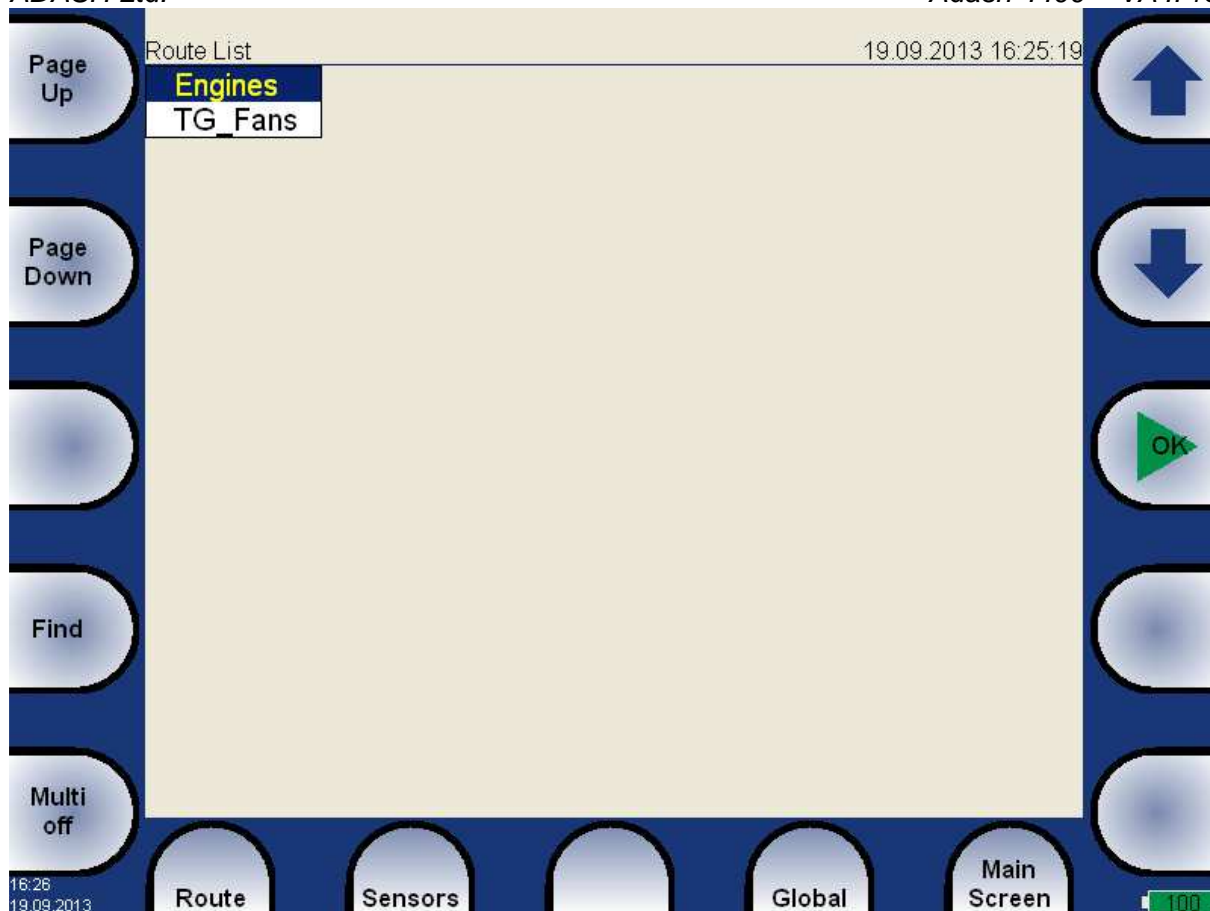 Route List 19.09.2013 16:25:19
Engines
TG_Fans
Page
Up
Page
Down
OK
Find
Multi
off
Route
Sensors
Global
Main
Screen
16:26
19.09.2013
100